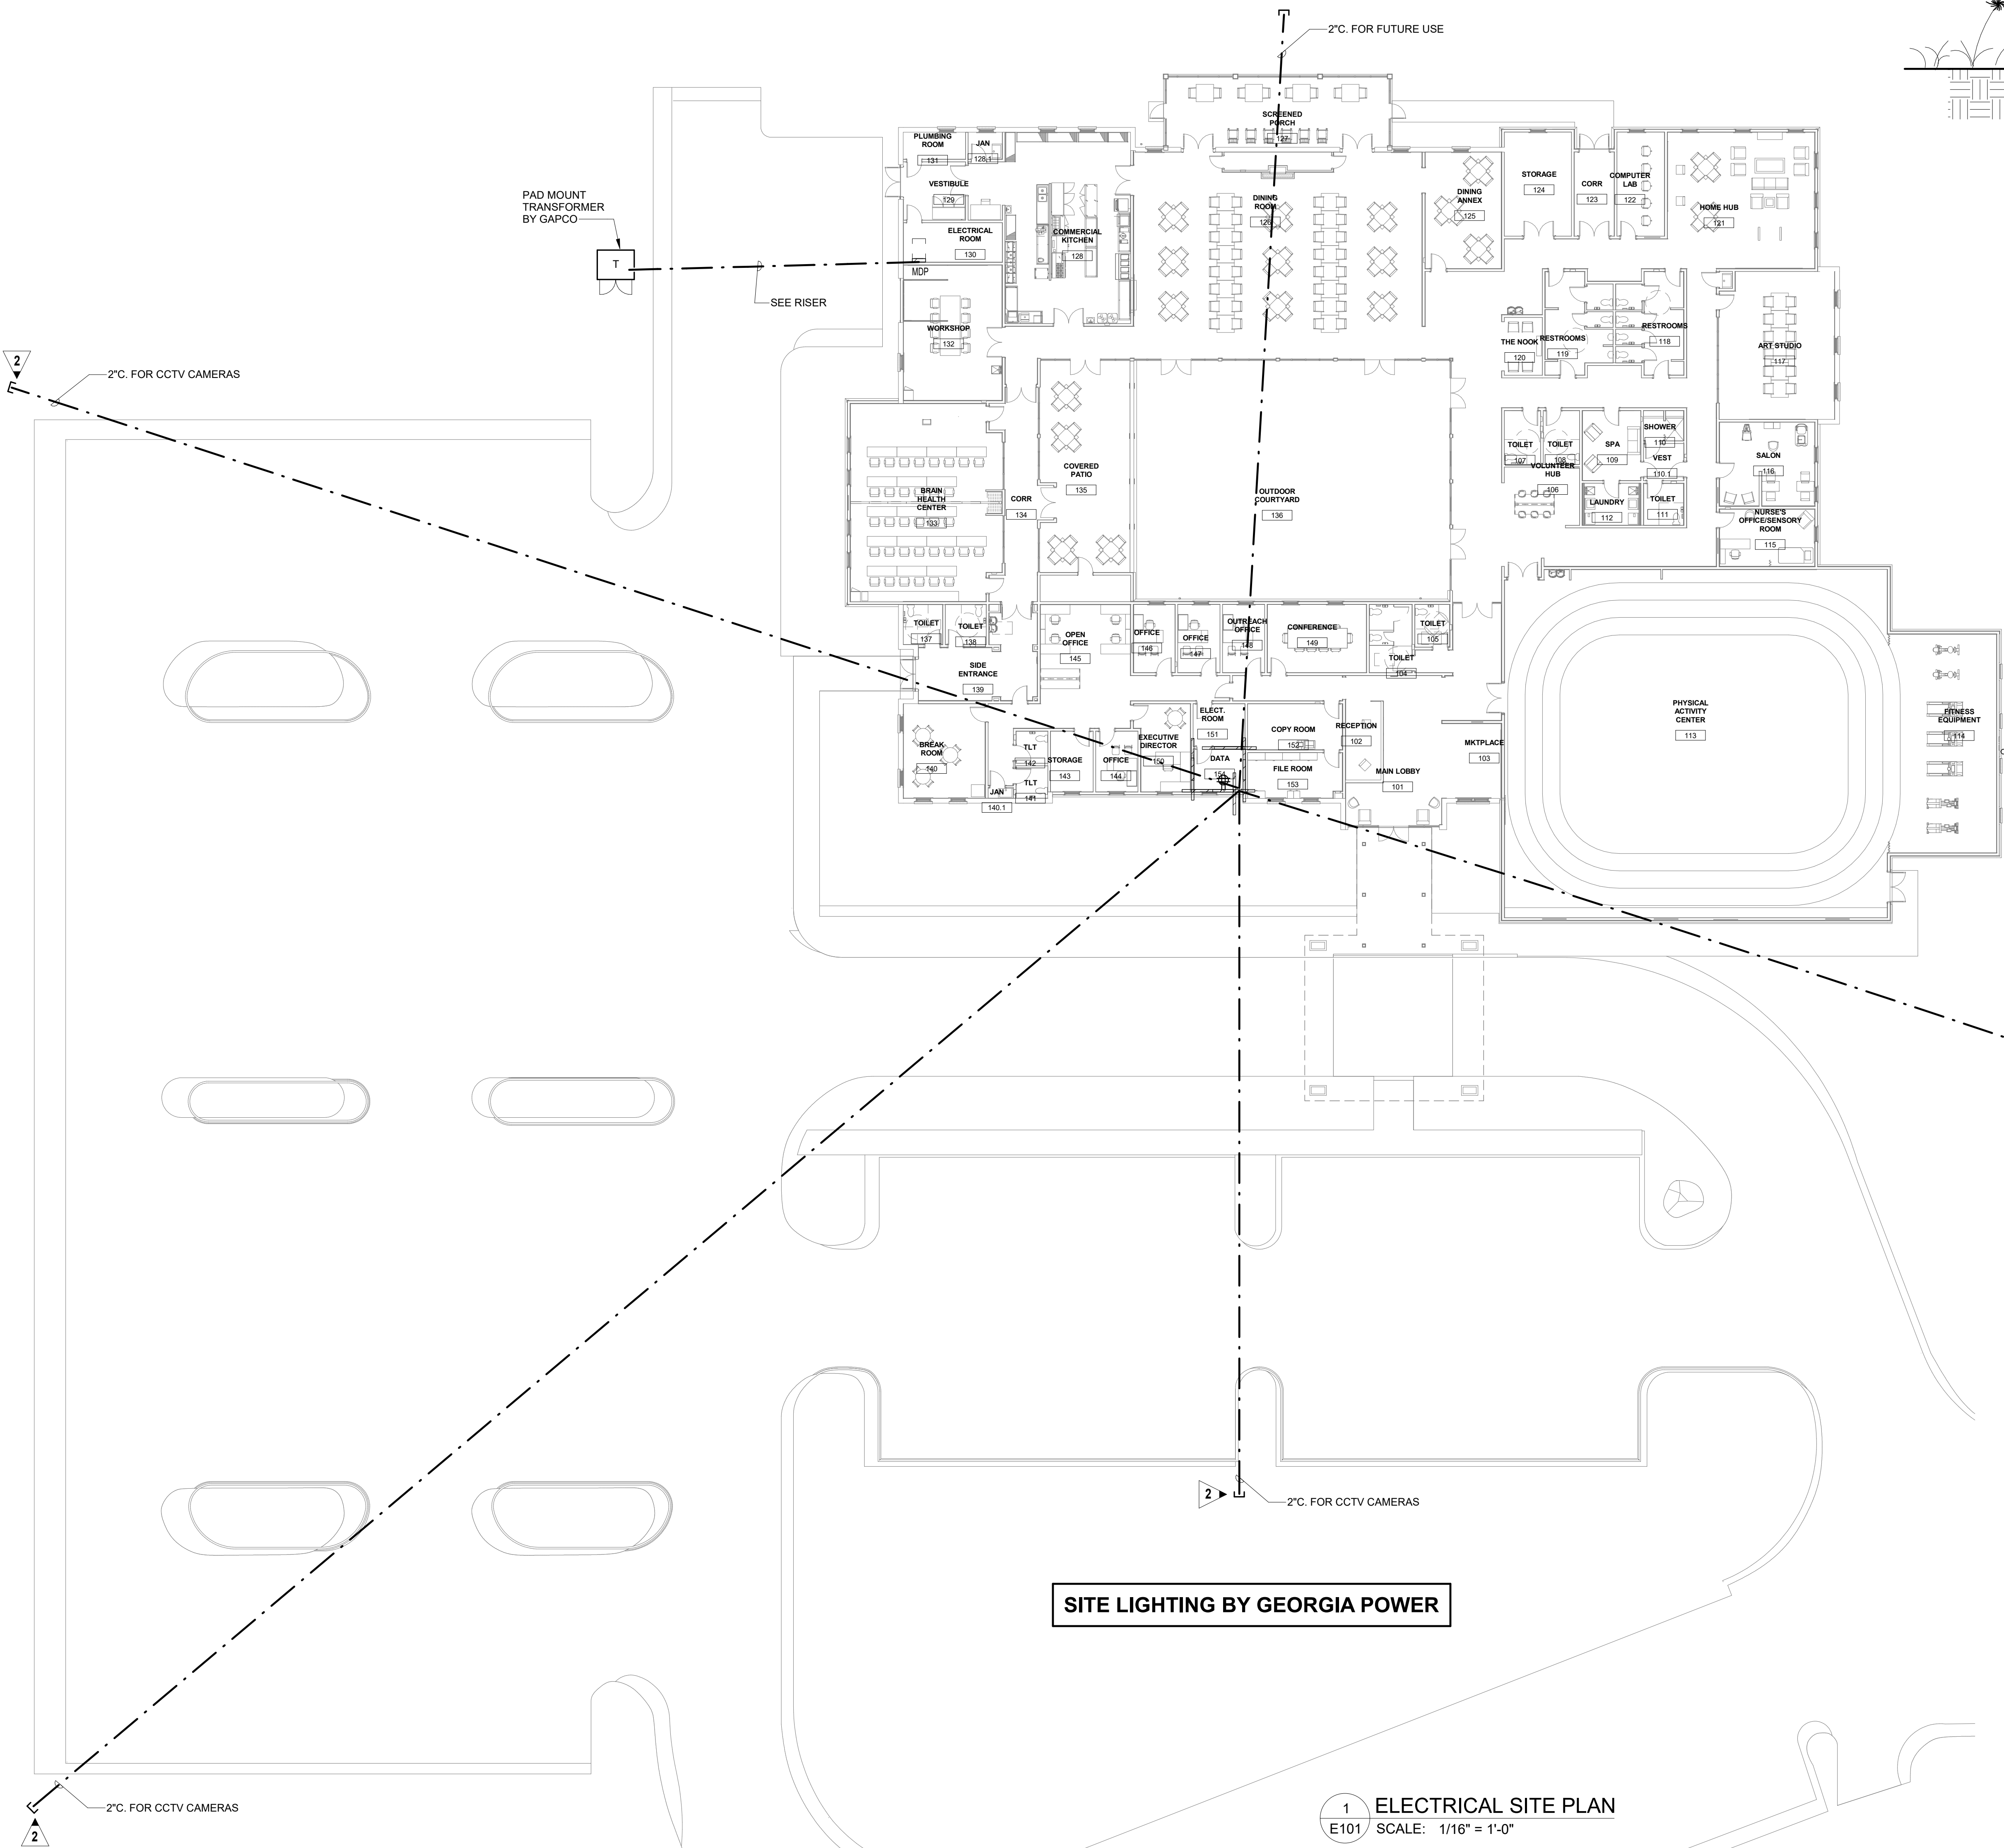 2"C. FOR FUTURE USE
SCREENED
PORCH
127
PLUMBING
ROOM
131
JAN
128.1
VESTIBULE
129
ELECTRICAL
ROOM
130
COMMERCIAL
KITCHEN
128
DINING
ROOM
126
DINING
ANNEX
125
STORAGE
124
CORR
123
COMPUTER
LAB
122
HOME HUB
121
PAD MOUNT
TRANSFORMER
BY GAPCO
T
SEE RISER
MDP
WORKSHOP
132
THE NOOK
120
RESTROOMS
119
RESTROOMS
118
ART STUDIO
117
2
2"C. FOR CCTV CAMERAS
BRAIN
HEALTH
CENTER
133
CORR
134
COVERED
PATIO
135
OUTDOOR
COURTYARD
136
TOILET
107
TOILET
108
VOLUNTEER
HUB
106
SPA
109
SHOWER
110
VEST
110.1
LAUNDRY
112
TOILET
111
SALON
116
NURSE'S
OFFICE/SENSORY
ROOM
115
TOILET
137
TOILET
138
SIDE
ENTRANCE
139
OPEN
OFFICE
145
OFFICE
146
OFFICE
147
OUTREACH
OFFICE
148
CONFERENCE
149
TOILET
104
TOILET
105
BREAK
ROOM
140
JAN
140.1
TLT
142
TLT
141
STORAGE
143
OFFICE
144
EXECUTIVE
DIRECTOR
150
ELECT.
ROOM
151
DATA
COPY ROOM
152
FILE ROOM
153
RECEPTION
102
MAIN LOBBY
101
MKTPLACE
103
PHYSICAL
ACTIVITY
CENTER
113
FITNESS
EQUIPMENT
114
2
2"C. FOR CCTV CAMERAS
SITE LIGHTING BY GEORGIA POWER
2"C. FOR CCTV CAMERAS
2
1
E101
ELECTRICAL SITE PLAN
SCALE: 1/16" = 1'-0"